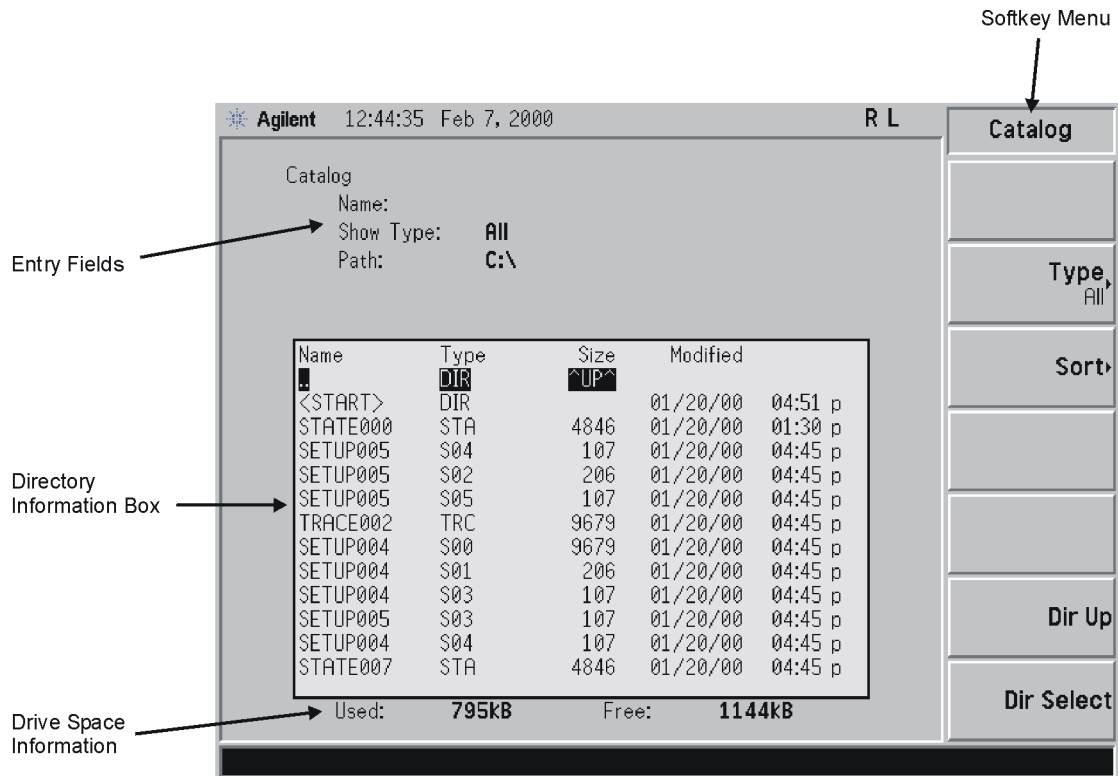 Softkey Menu
Agilent 12:44:35 Feb 7, 2000 R L
Catalog
Catalog
Name:
Show Type: All
Path: C:\
Entry Fields
Type
All
Sort
Name Type Size Modified
.. DIR ^UP^
<START> DIR 01/20/00 04:51 p
STATE000 STA 4846 01/20/00 01:30 p
SETUP005 S04 107 01/20/00 04:45 p
SETUP005 S02 206 01/20/00 04:45 p
SETUP005 S05 107 01/20/00 04:45 p
TRACE002 TRC 9679 01/20/00 04:45 p
SETUP004 S00 9679 01/20/00 04:45 p
SETUP004 S01 206 01/20/00 04:45 p
SETUP004 S03 107 01/20/00 04:45 p
SETUP005 S03 107 01/20/00 04:45 p
SETUP004 S04 107 01/20/00 04:45 p
STATE007 STA 4846 01/20/00 04:45 p
Directory
Information Box
Dir Up
Dir Select
Used: 795kB Free: 1144kB
Drive Space
Information